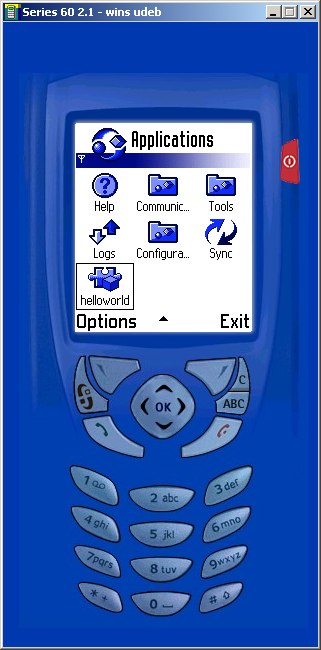 Series 60 2.1 - wins udeb
Applications
Help Communic... Tools
Logs Configura... Sync
helloworld
Options Exit
C
OK
ABC
1 2 abc 3 def
4 ghi 5 jkl 6 mno
7pqrs 8 tuv 9wxyz
* + 0 #